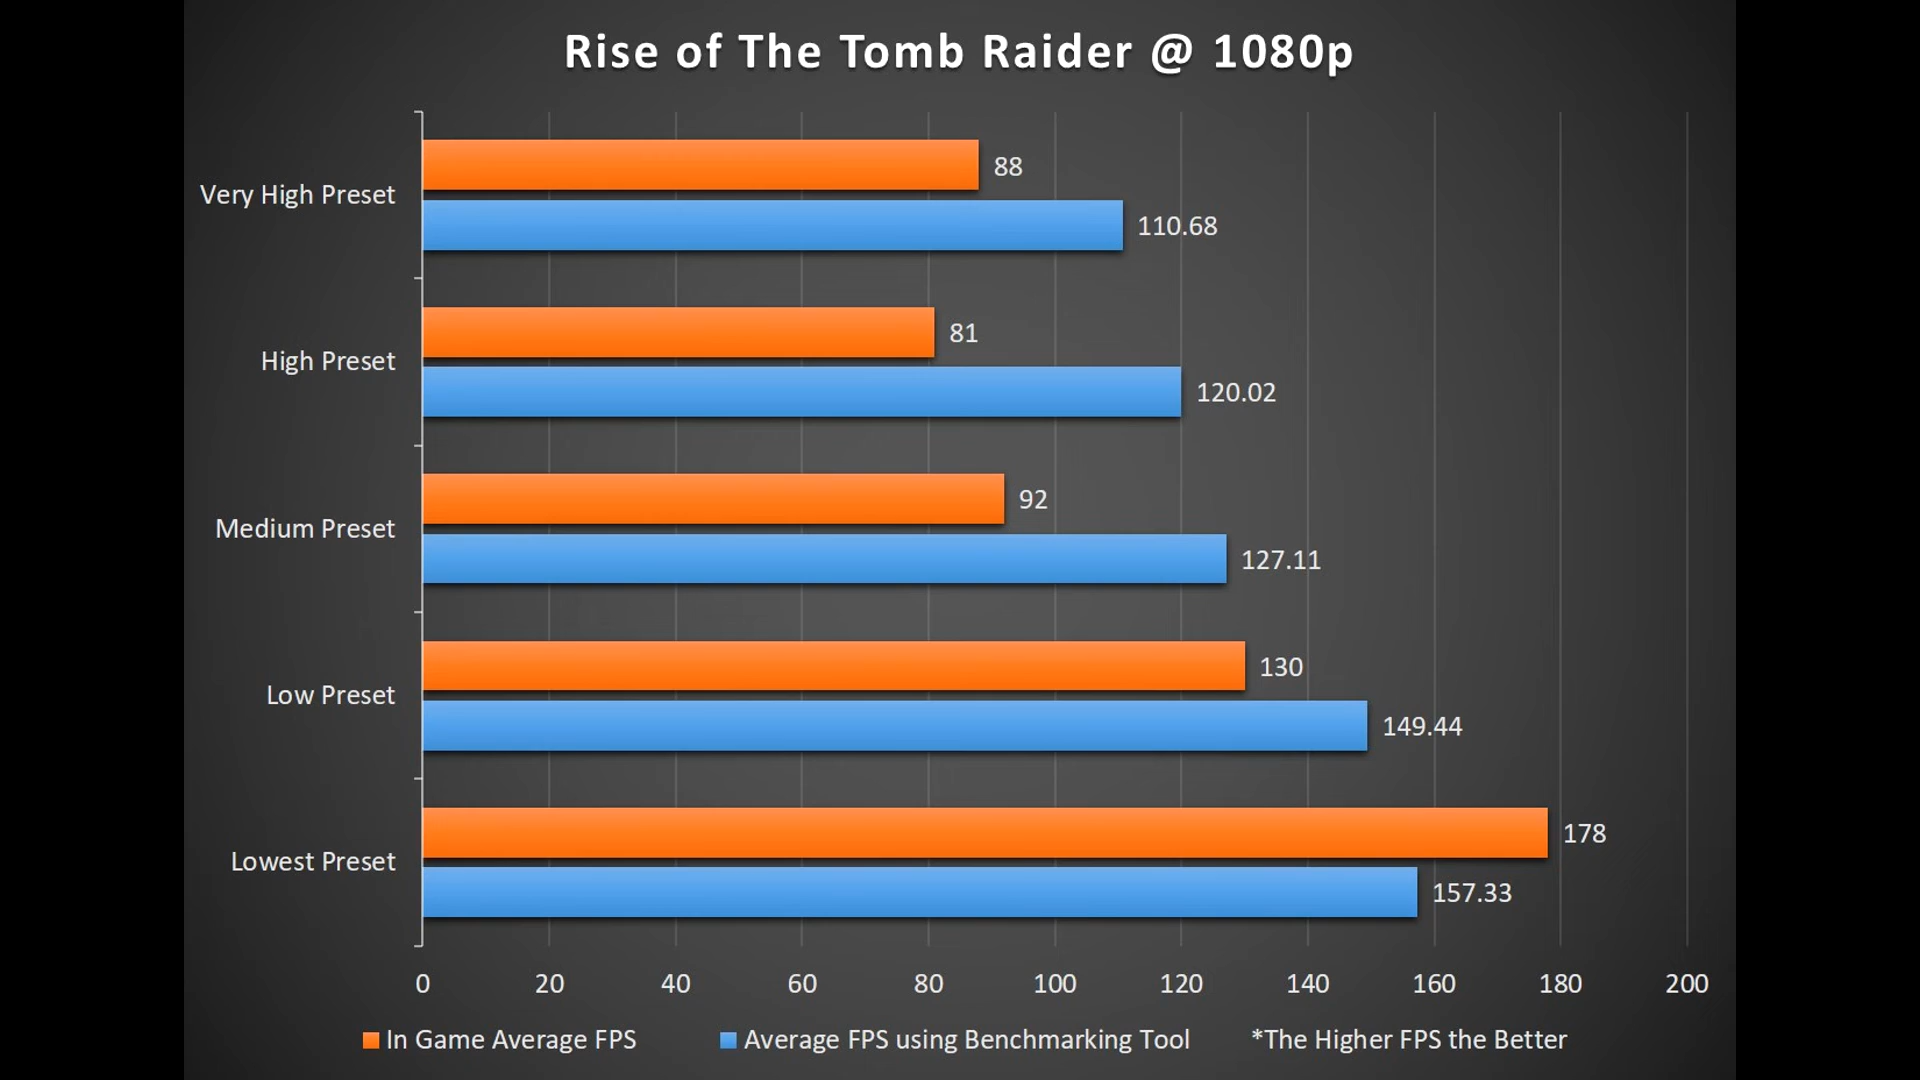 Rise of The Tomb Raider @ 1080p
Very High Preset
88
110.68
High Preset
81
120.02
Medium Preset
92
127.11
Low Preset
130
149.44
Lowest Preset
178
157.33
0 20 40 60 80 100 120 140 160 180 200
In Game Average FPS Average FPS using Benchmarking Tool *The Higher FPS the Better